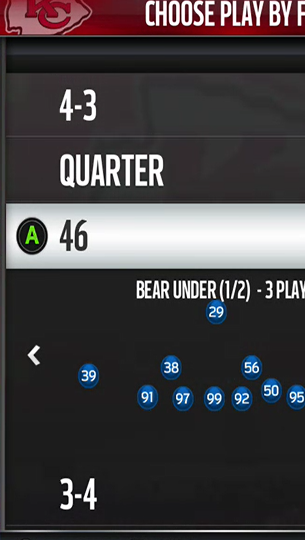 KC
CHOOSE PLAY BY F
4-3
QUARTER
A 46
BEAR UNDER (1/2) - 3 PLAY
29
38 56
39
50
91 97 99 92 95
3-4